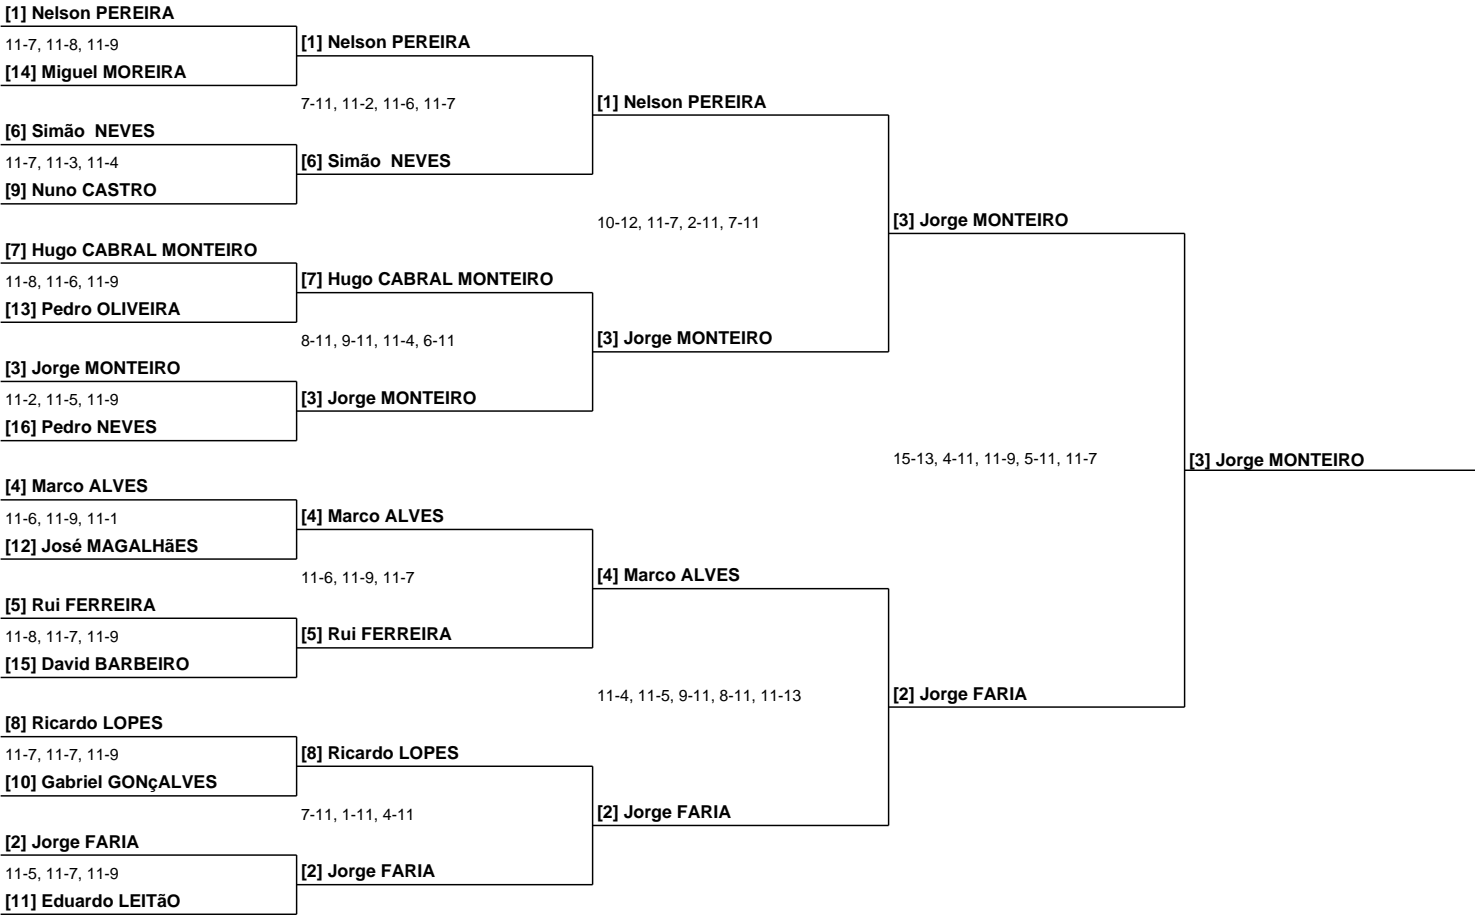 [1] Nelson PEREIRA
11-7, 11-8, 11-9
[1] Nelson PEREIRA
[14] Miguel MOREIRA
7-11, 11-2, 11-6, 11-7
[1] Nelson PEREIRA
[6] Simão  NEVES
11-7, 11-3, 11-4
[6] Simão  NEVES
[9] Nuno CASTRO
10-12, 11-7, 2-11, 7-11
[3] Jorge MONTEIRO
[7] Hugo CABRAL MONTEIRO
11-8, 11-6, 11-9
[7] Hugo CABRAL MONTEIRO
[13] Pedro OLIVEIRA
8-11, 9-11, 11-4, 6-11
[3] Jorge MONTEIRO
[3] Jorge MONTEIRO
11-2, 11-5, 11-9
[3] Jorge MONTEIRO
[16] Pedro NEVES
15-13, 4-11, 11-9, 5-11, 11-7
[3] Jorge MONTEIRO
[4] Marco ALVES
11-6, 11-9, 11-1
[4] Marco ALVES
[12] José MAGALHãES
11-6, 11-9, 11-7
[4] Marco ALVES
[5] Rui FERREIRA
11-8, 11-7, 11-9
[5] Rui FERREIRA
[15] David BARBEIRO
11-4, 11-5, 9-11, 8-11, 11-13
[2] Jorge FARIA
[8] Ricardo LOPES
11-7, 11-7, 11-9
[8] Ricardo LOPES
[10] Gabriel GONçALVES
7-11, 1-11, 4-11
[2] Jorge FARIA
[2] Jorge FARIA
11-5, 11-7, 11-9
[2] Jorge FARIA
[11] Eduardo LEITãO